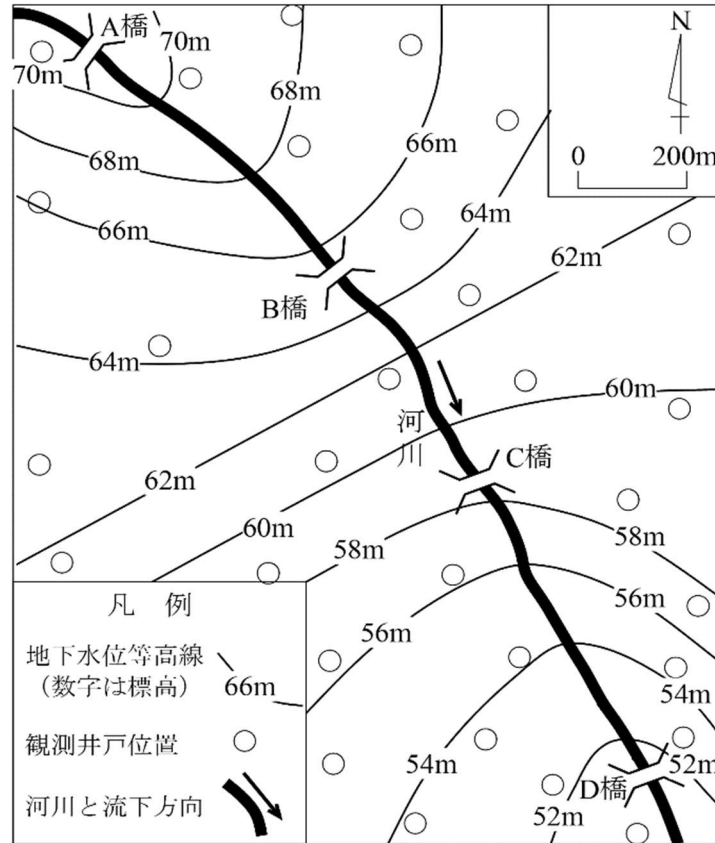 A橋
70m
70m
68m
68m
66m
66m
64m
64m
62m
62m
60m
60m
58m
58m
56m
56m
54m
54m
52m
52m
B橋
河川
C橋
D橋
N
0 200m
凡 例
地下水位等高線
(数字は標高)
66m
観測井戸位置
河川と流下方向